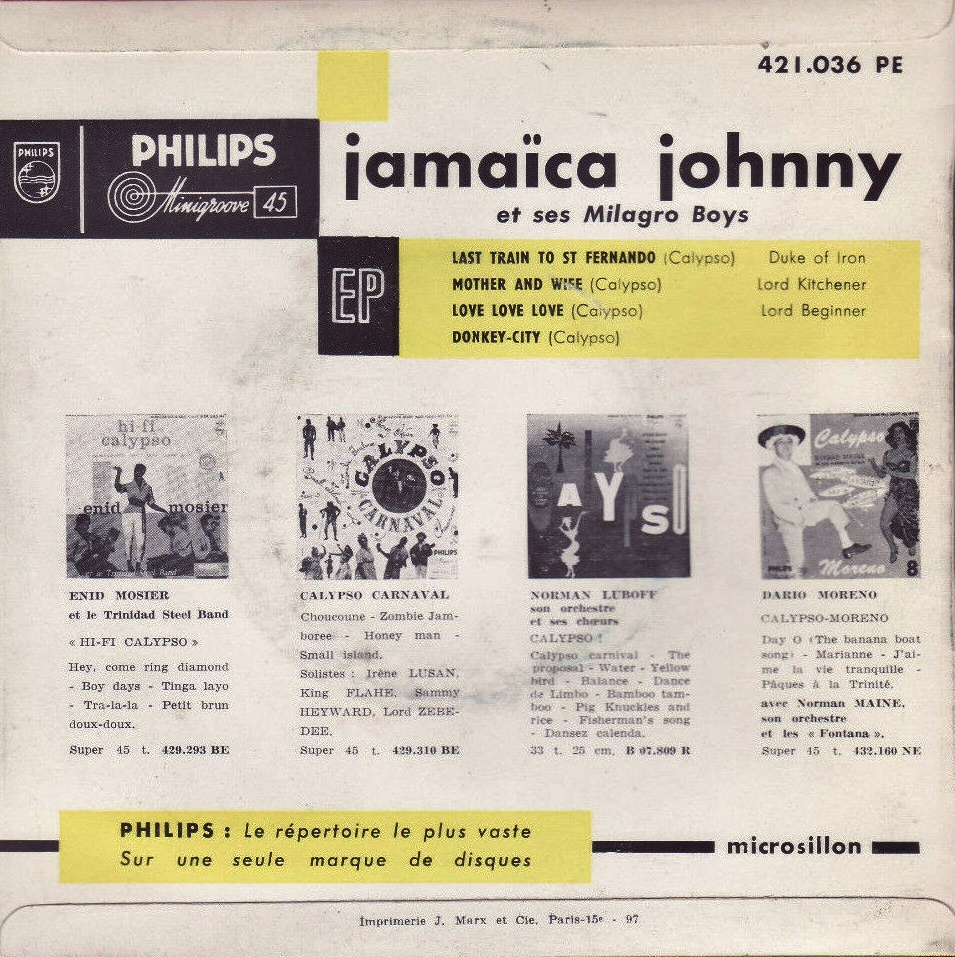 421.036 PE
PHILIPS
PHILIPS
Minigroove 45
jamaïca johnny
et ses Milagro Boys
EP
LAST TRAIN TO ST FERNANDO (Calypso) Duke of Iron
MOTHER AND WIFE (Calypso) Lord Kitchener
LOVE LOVE LOVE (Calypso) Lord Beginner
DONKEY-CITY (Calypso)
hi fi
calypso
enid mosier
CALYPSO
CARNAVAL
PHILIPS
AYPSO
Calypso
Moreno
8
ENID MOSIER
et le Trinidad Steel Band
« HI-FI CALYPSO »
Hey, come ring diamond
- Boy days - Tinga layo
- Tra-la-la - Petit brun
doux-doux.
Super 45 t. 429.293 BE
CALYPSO CARNAVAL
Choucoune - Zombie Jam-
boree - Honey man -
Small island.
Solistes : Irène LUSAN,
King FLAHE, Sammy
HEYWARD, Lord ZEBE-
DEE.
Super 45 t. 429.310 BE
NORMAN LUBOFF
son orchestre
et ses chœurs
CALYPSO !
Calypso carnival - The
proposal - Water - Yellow
bird - Balance - Dance
de Limbo - Bamboo tam-
boo - Pig Knuckles and
rice - Fisherman's song
- Dansez calenda.
33 t. 25 cm. B 07.809 R
DARIO MORENO
CALYPSO-MORENO
Day O (The banana boat
song) - Marianne - J'ai-
me la vie tranquille -
Pâques à la Trinité.
avec Norman MAINE,
son orchestre
et les « Fontana ».
Super 45 t. 432.160 NE
PHILIPS : Le répertoire le plus vaste
Sur une seule marque de disques
microsillon
Imprimerie J. Marx et Cie. Paris-15e - 97